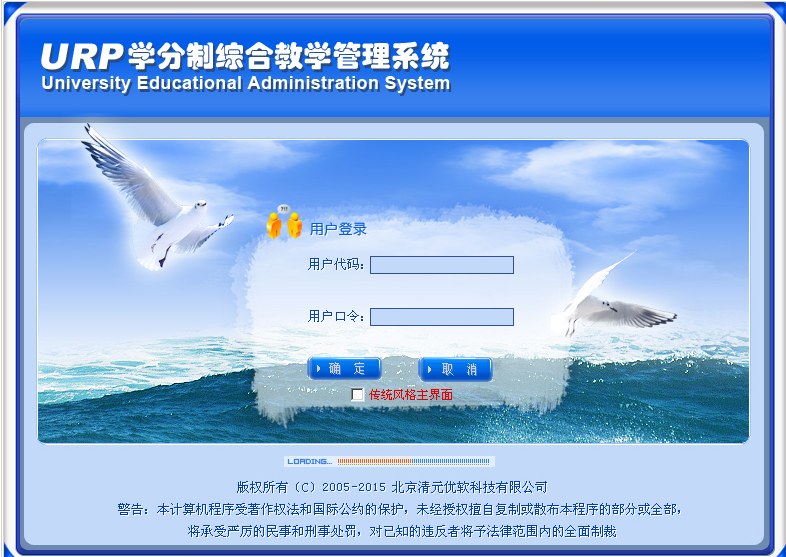 URP学分制综合教学管理系统
University Educational Administration System
???
用户登录
用户代码：
用户口令：
确 定 取 消
传统风格主界面
LOADING...
版权所有（C）2005-2015 北京清元优软科技有限公司
警告：本计算机程序受著作权法和国际公约的保护，未经授权擅自复制或散布本程序的部分或全部，
将承受严厉的民事和刑事处罚，对已知的违反者将予法律范围内的全面制裁